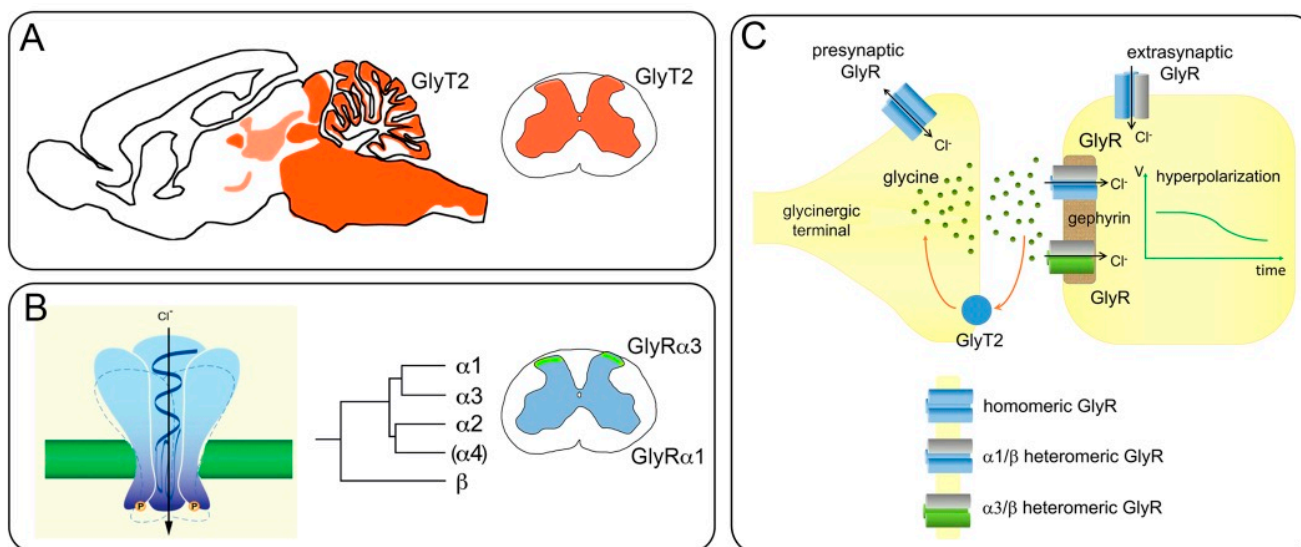 A
GlyT2
GlyT2
B
Cl⁻
P
P
α1
α3
α2
(α4)
β
GlyRα3
GlyRα1
C
presynaptic
GlyR
extrasynaptic
GlyR
Cl⁻
Cl⁻
GlyR
glycine
V
hyperpolarization
Cl⁻
glycinergic
terminal
gephyrin
Cl⁻
time
GlyR
GlyT2
homomeric GlyR
α1/β heteromeric GlyR
α3/β heteromeric GlyR